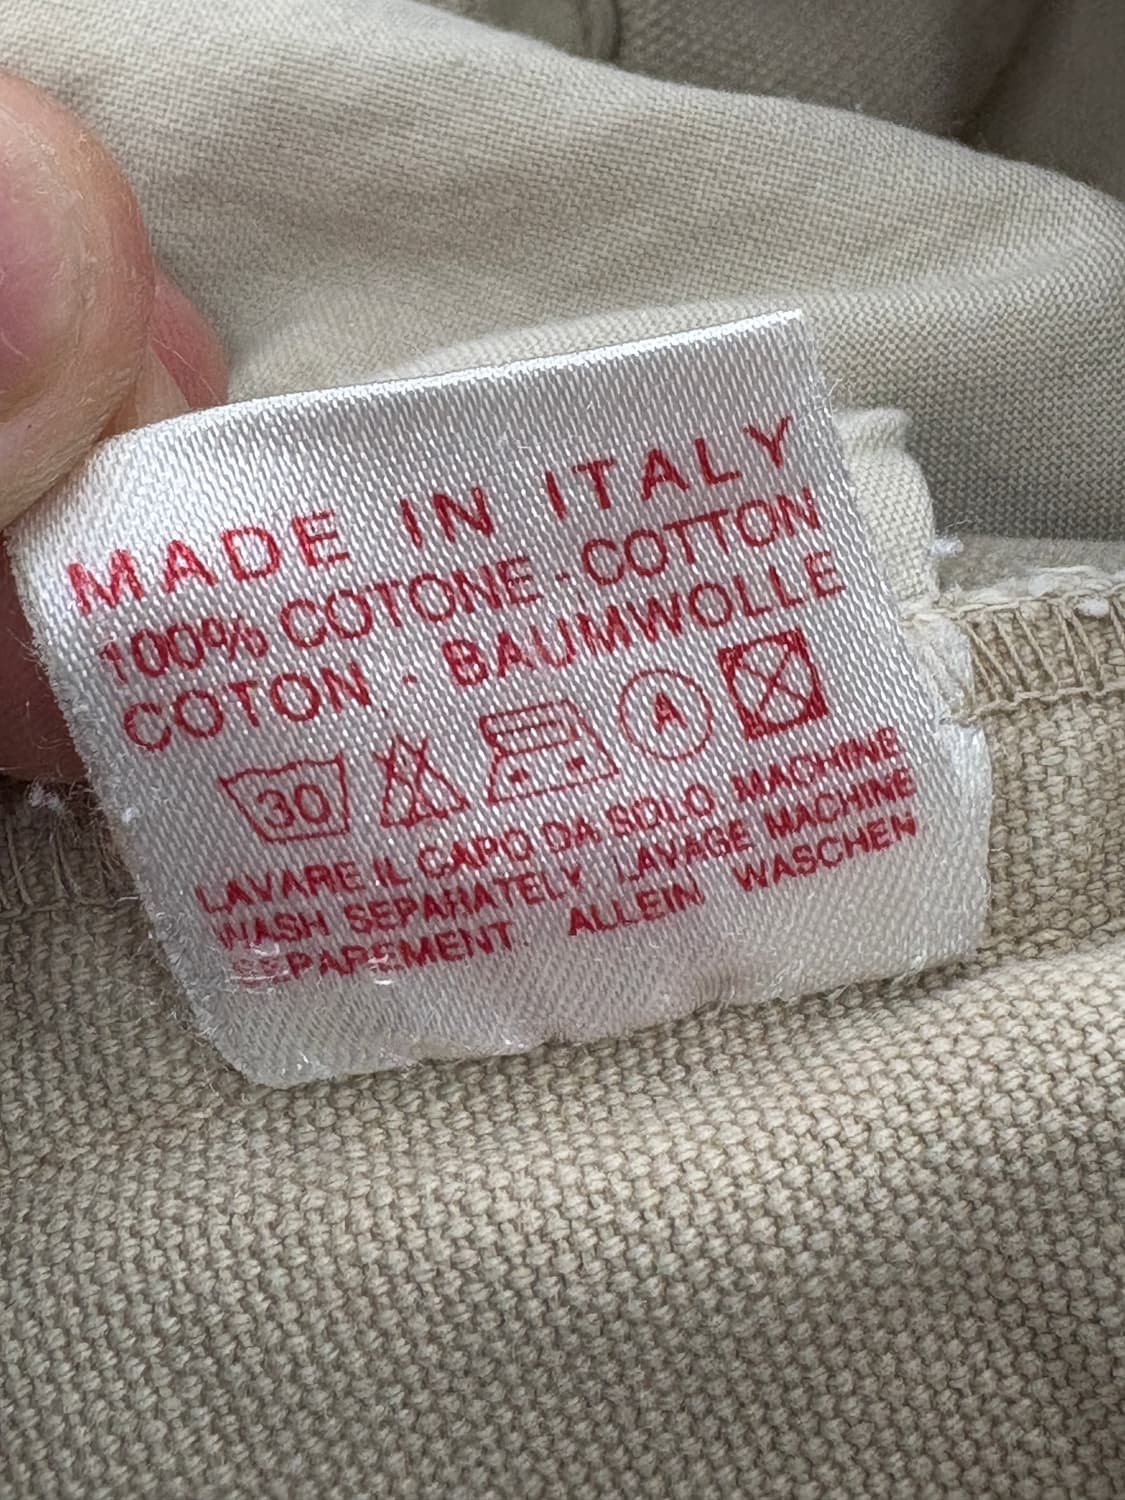 MADE IN ITALY
100% COTONE - COTTON
COTON - BAUMWOLLE
30 A
LAVARE IL CAPO DA SOLO MACHINE
WASH SEPARATELY. LAVAGE MACHINE
SEPAREMENT. ALLEIN WASCHEN